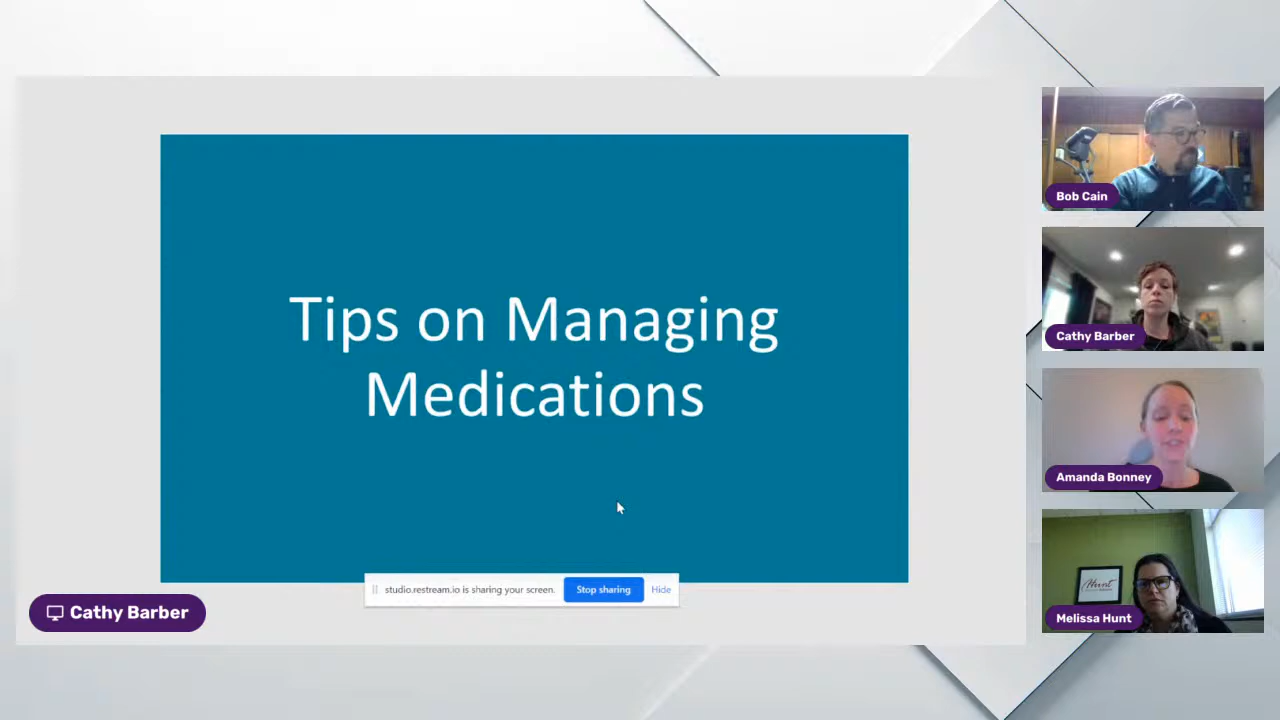 Tips on Managing
Medications
studio.restream.io is sharing your screen.
Stop sharing
Hide
Cathy Barber
Bob Cain
Cathy Barber
Amanda Bonney
Hunt
Melissa Hunt